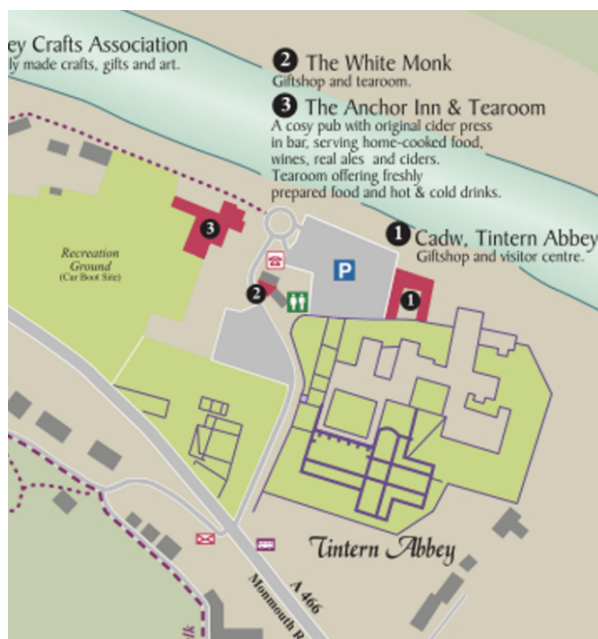 ey Crafts Association
ly made crafts, gifts and art.
2 The White Monk
Giftshop and tearoom.
3 The Anchor Inn & Tearoom
A cosy pub with original cider press
in bar, serving home-cooked food,
wines, real ales and ciders.
Tearoom offering freshly
prepared food and hot & cold drinks.
1 Cadw, Tintern Abbey
Giftshop and visitor centre.
3
Recreation
Ground
(Car Boot Site)
P
2
1
Tintern Abbey
A 466
Monmouth R
lk